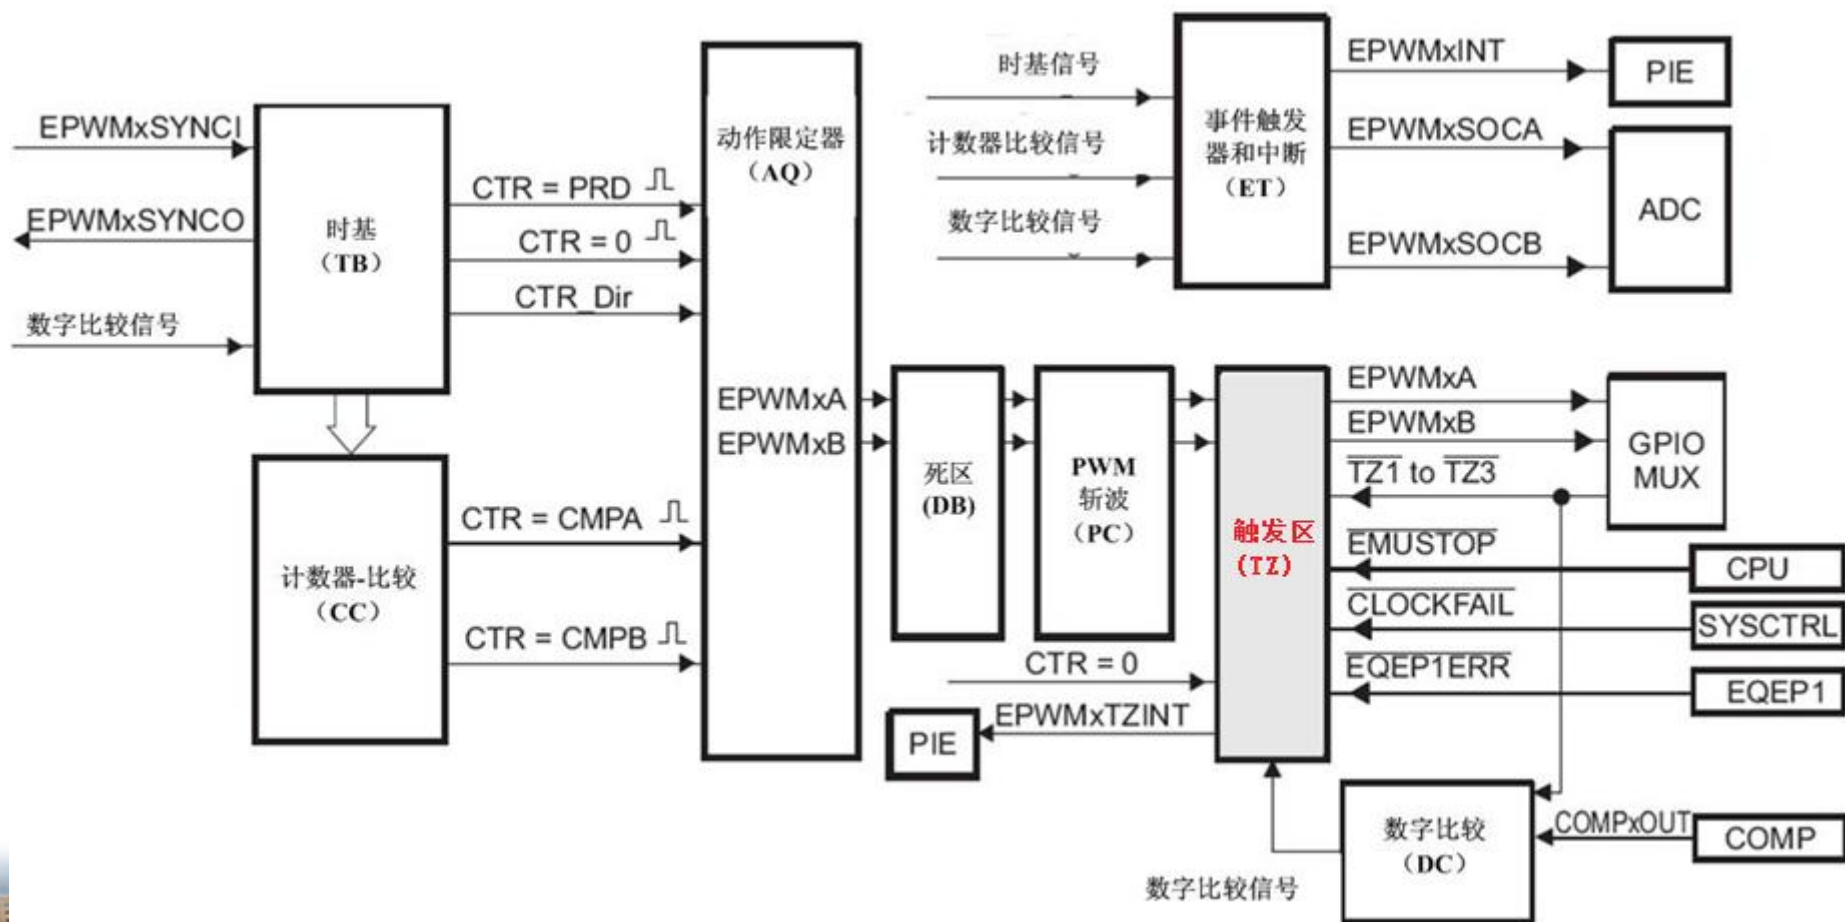 EPWMxSYNCI
EPWMxSYNCO
数字比较信号
时基
（TB）
计数器-比较
（CC）
CTR = PRD
CTR = 0
CTR_Dir
CTR = CMPA
CTR = CMPB
动作限定器
（AQ）
EPWMxA
EPWMxB
时基信号
计数器比较信号
数字比较信号
事件触发
器和中断
（ET）
EPWMxINT
EPWMxSOCA
EPWMxSOCB
PIE
ADC
死区
(DB)
PWM
斩波
（PC）
触发区
(TZ)
EPWMxA
EPWMxB
TZ1 to TZ3
EMUSTOP
CLOCKFAIL
EQEP1ERR
GPIO
MUX
CPU
SYSCTRL
EQEP1
CTR = 0
EPWMxTZINT
PIE
数字比较
（DC）
COMPxOUT
COMP
数字比较信号